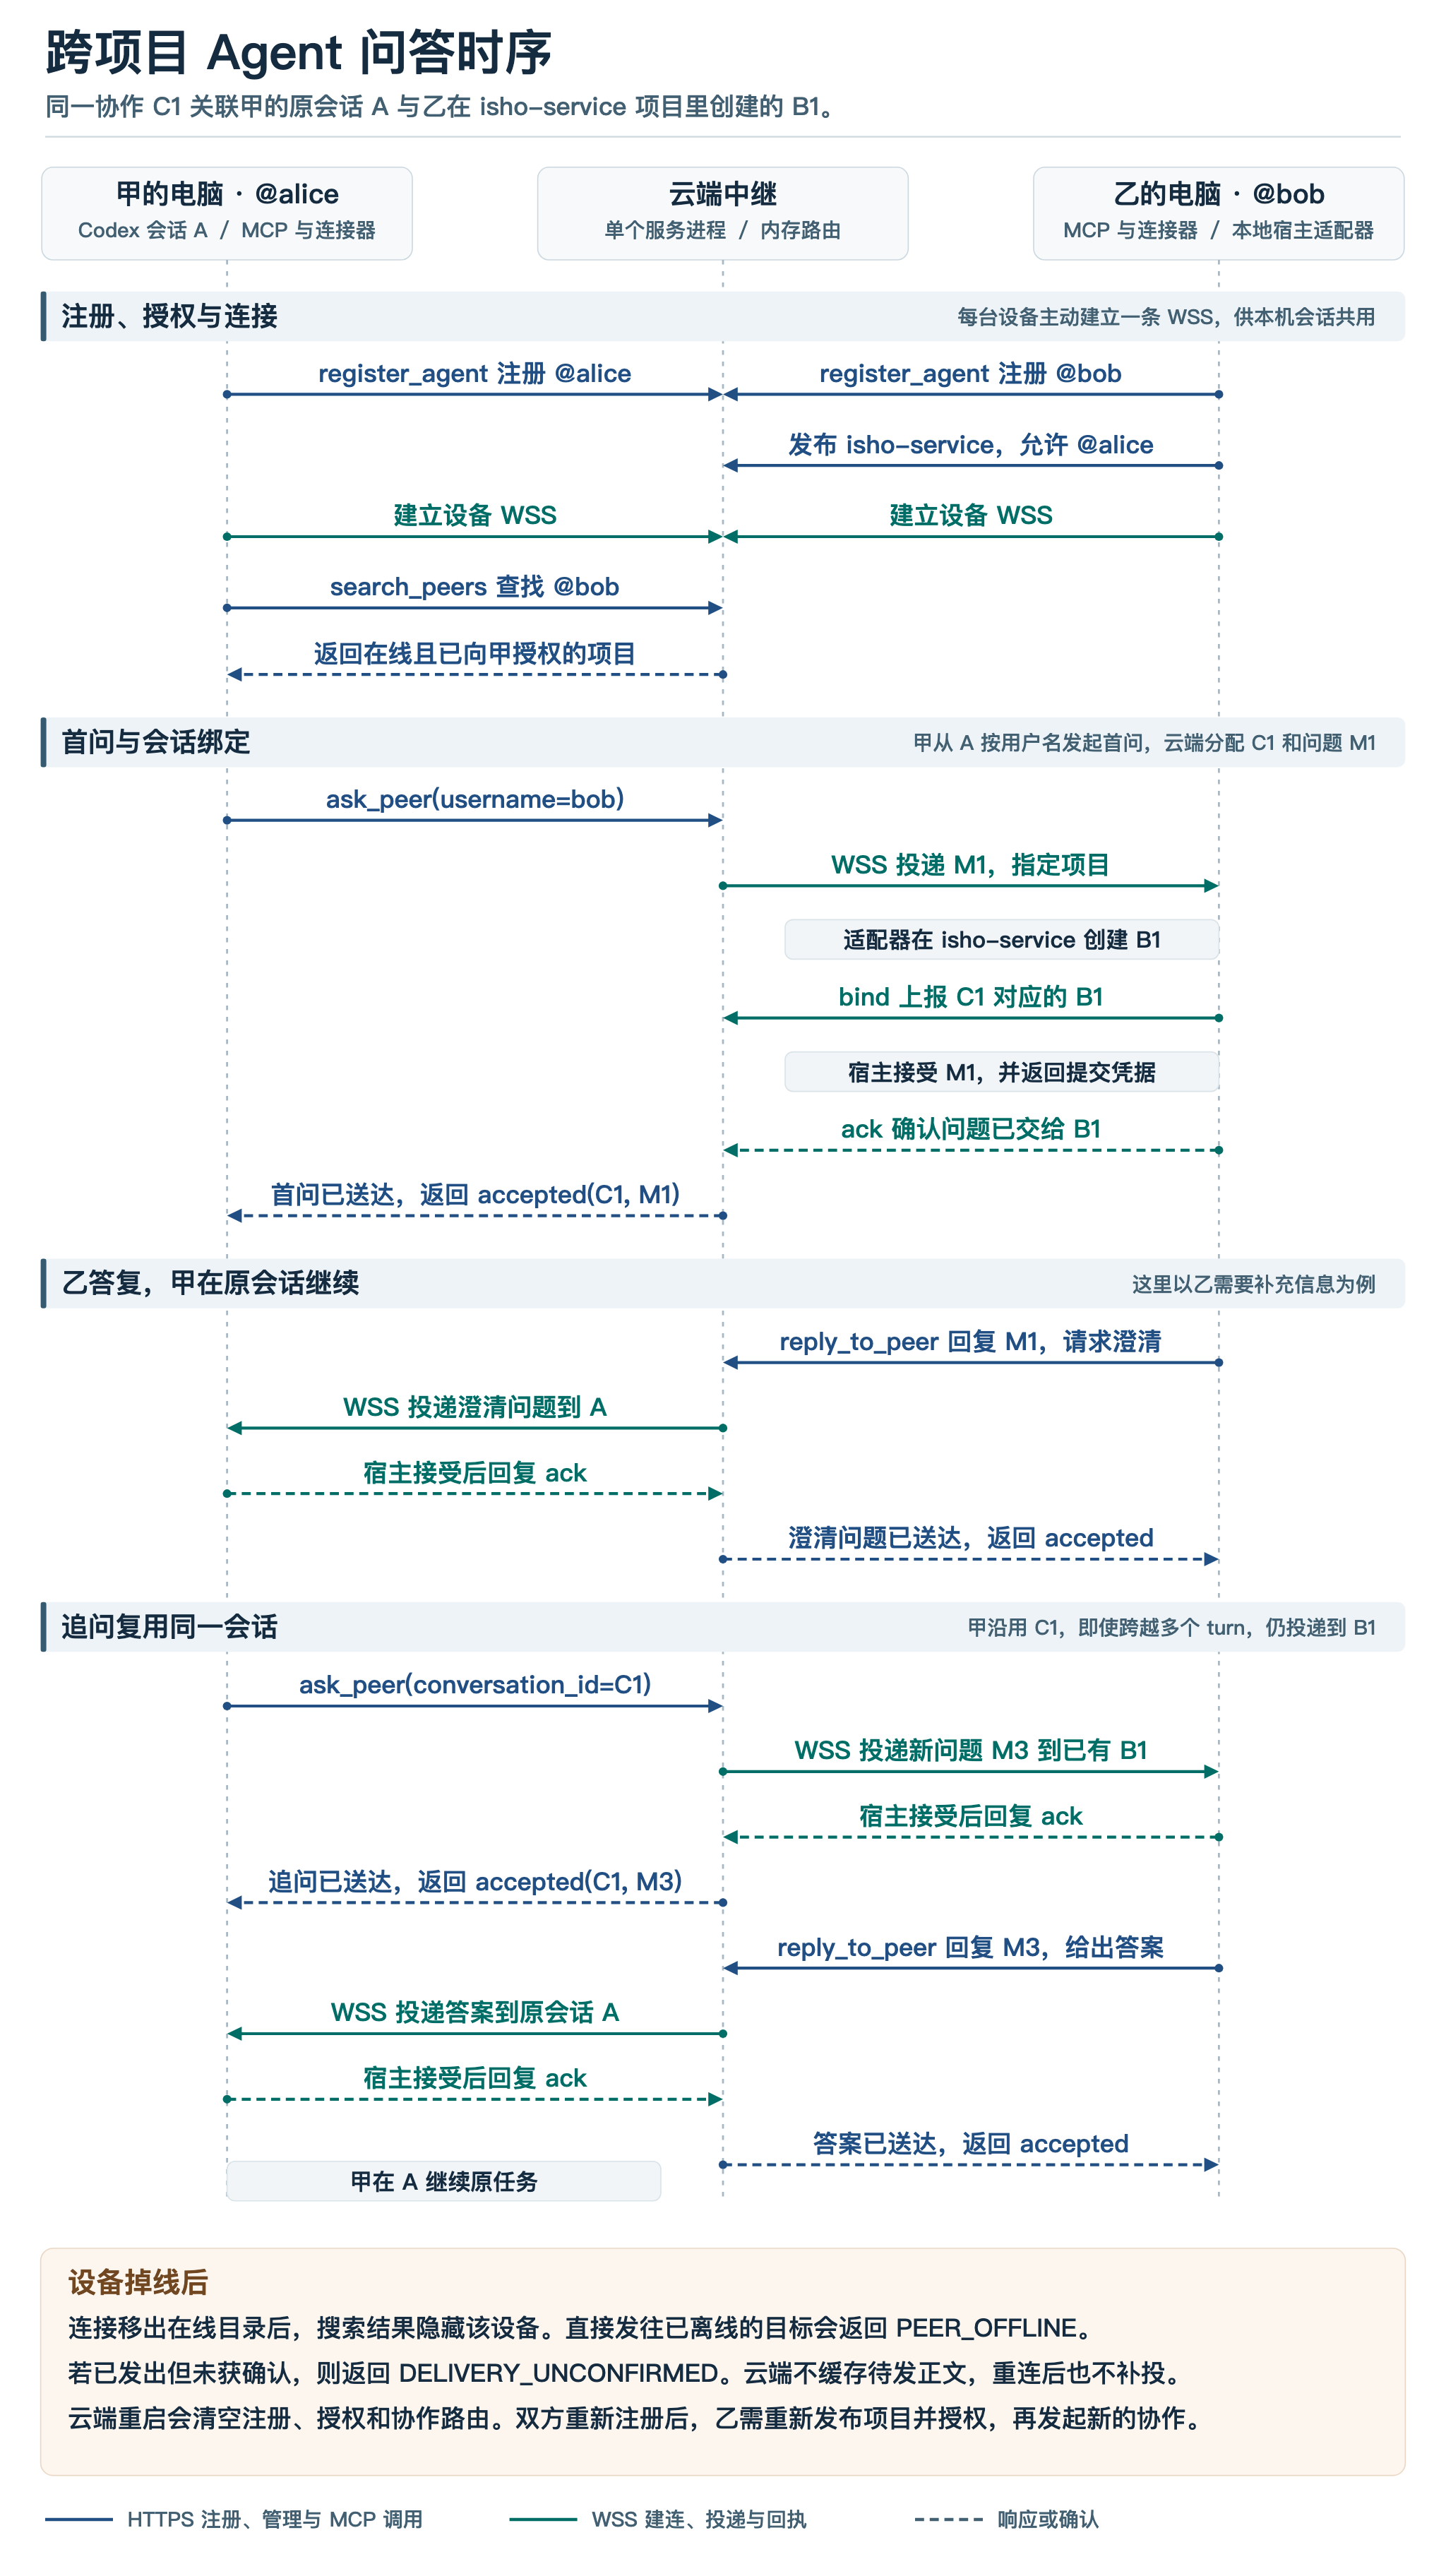 跨项目 Agent 问答时序
同一协作 C1 关联甲的原会话 A 与乙在 isho-service 项目里创建的 B1。
甲的电脑 · @alice
Codex 会话 A / MCP 与连接器
云端中继
单个服务进程 / 内存路由
乙的电脑 · @bob
MCP 与连接器 / 本地宿主适配器
注册、授权与连接
每台设备主动建立一条 WSS，供本机会话共用
register_agent 注册 @alice
register_agent 注册 @bob
发布 isho-service，允许 @alice
建立设备 WSS
建立设备 WSS
search_peers 查找 @bob
返回在线且已向甲授权的项目
首问与会话绑定
甲从 A 按用户名发起首问，云端分配 C1 和问题 M1
ask_peer(username=bob)
WSS 投递 M1，指定项目
适配器在 isho-service 创建 B1
bind 上报 C1 对应的 B1
宿主接受 M1，并返回提交凭据
ack 确认问题已交给 B1
首问已送达，返回 accepted(C1, M1)
乙答复，甲在原会话继续
这里以乙需要补充信息为例
reply_to_peer 回复 M1，请求澄清
WSS 投递澄清问题到 A
宿主接受后回复 ack
澄清问题已送达，返回 accepted
追问复用同一会话
甲沿用 C1，即使跨越多个 turn，仍投递到 B1
ask_peer(conversation_id=C1)
WSS 投递新问题 M3 到已有 B1
宿主接受后回复 ack
追问已送达，返回 accepted(C1, M3)
reply_to_peer 回复 M3，给出答案
WSS 投递答案到原会话 A
宿主接受后回复 ack
答案已送达，返回 accepted
甲在 A 继续原任务
设备掉线后
连接移出在线目录后，搜索结果隐藏该设备。直接发往已离线的目标会返回 PEER_OFFLINE。
若已发出但未获确认，则返回 DELIVERY_UNCONFIRMED。云端不缓存待发正文，重连后也不补投。
云端重启会清空注册、授权和协作路由。双方重新注册后，乙需重新发布项目并授权，再发起新的协作。
HTTPS 注册、管理与 MCP 调用
WSS 建连、投递与回执
响应或确认